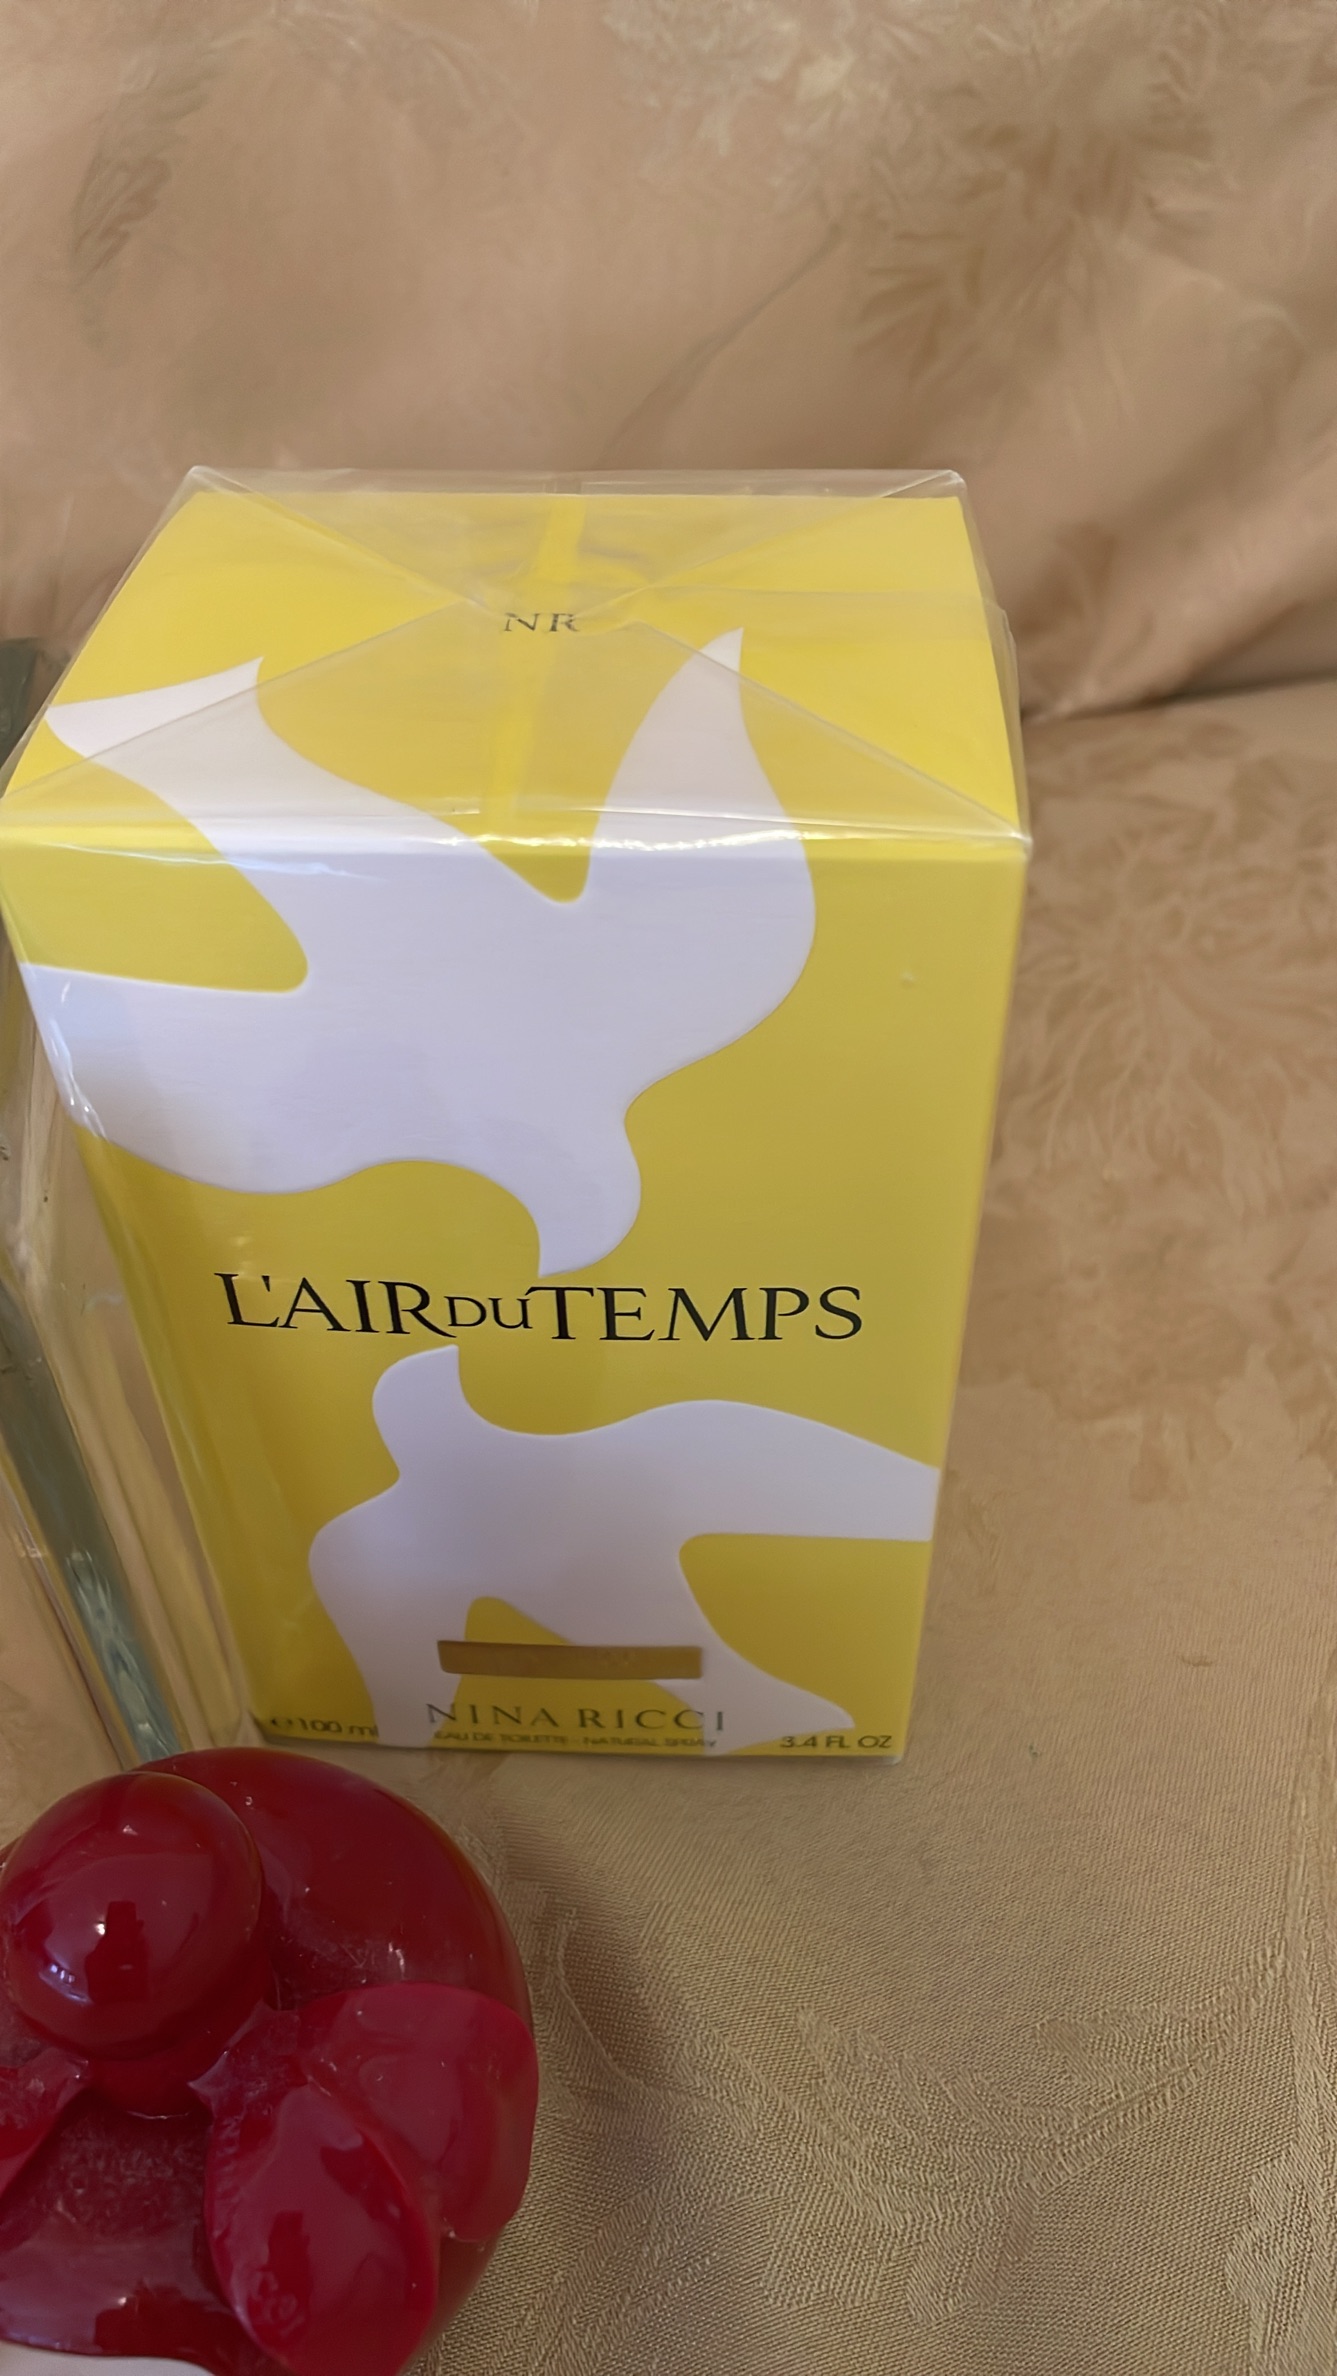 NR
L'AIR DU TEMPS
NINA RICCI
℮100 ml
EAU DE TOILETTE - NATURAL SPRAY
3.4 FL. OZ